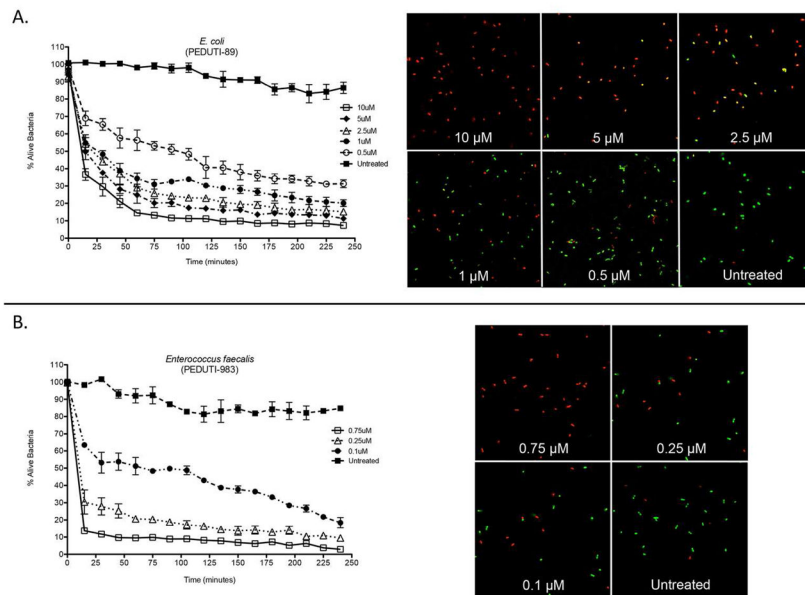 A.
E. coli
(PEDUTI-89)
% Alive Bacteria
110
100
90
80
70
60
50
40
30
20
10
0
0 25 50 75 100 125 150 175 200 225 250
Time (minutes)
10uM
5uM
2.5uM
1uM
0.5uM
Untreated
10 µM
5 µM
2.5 µM
1 µM
0.5 µM
Untreated
B.
Enterococcus faecalis
(PEDUTI-983)
% Alive Bacteria
110
100
90
80
70
60
50
40
30
20
10
0
0 25 50 75 100 125 150 175 200 225 250
Time (minutes)
0.75uM
0.25uM
0.1uM
Untreated
0.75 µM
0.25 µM
0.1 µM
Untreated